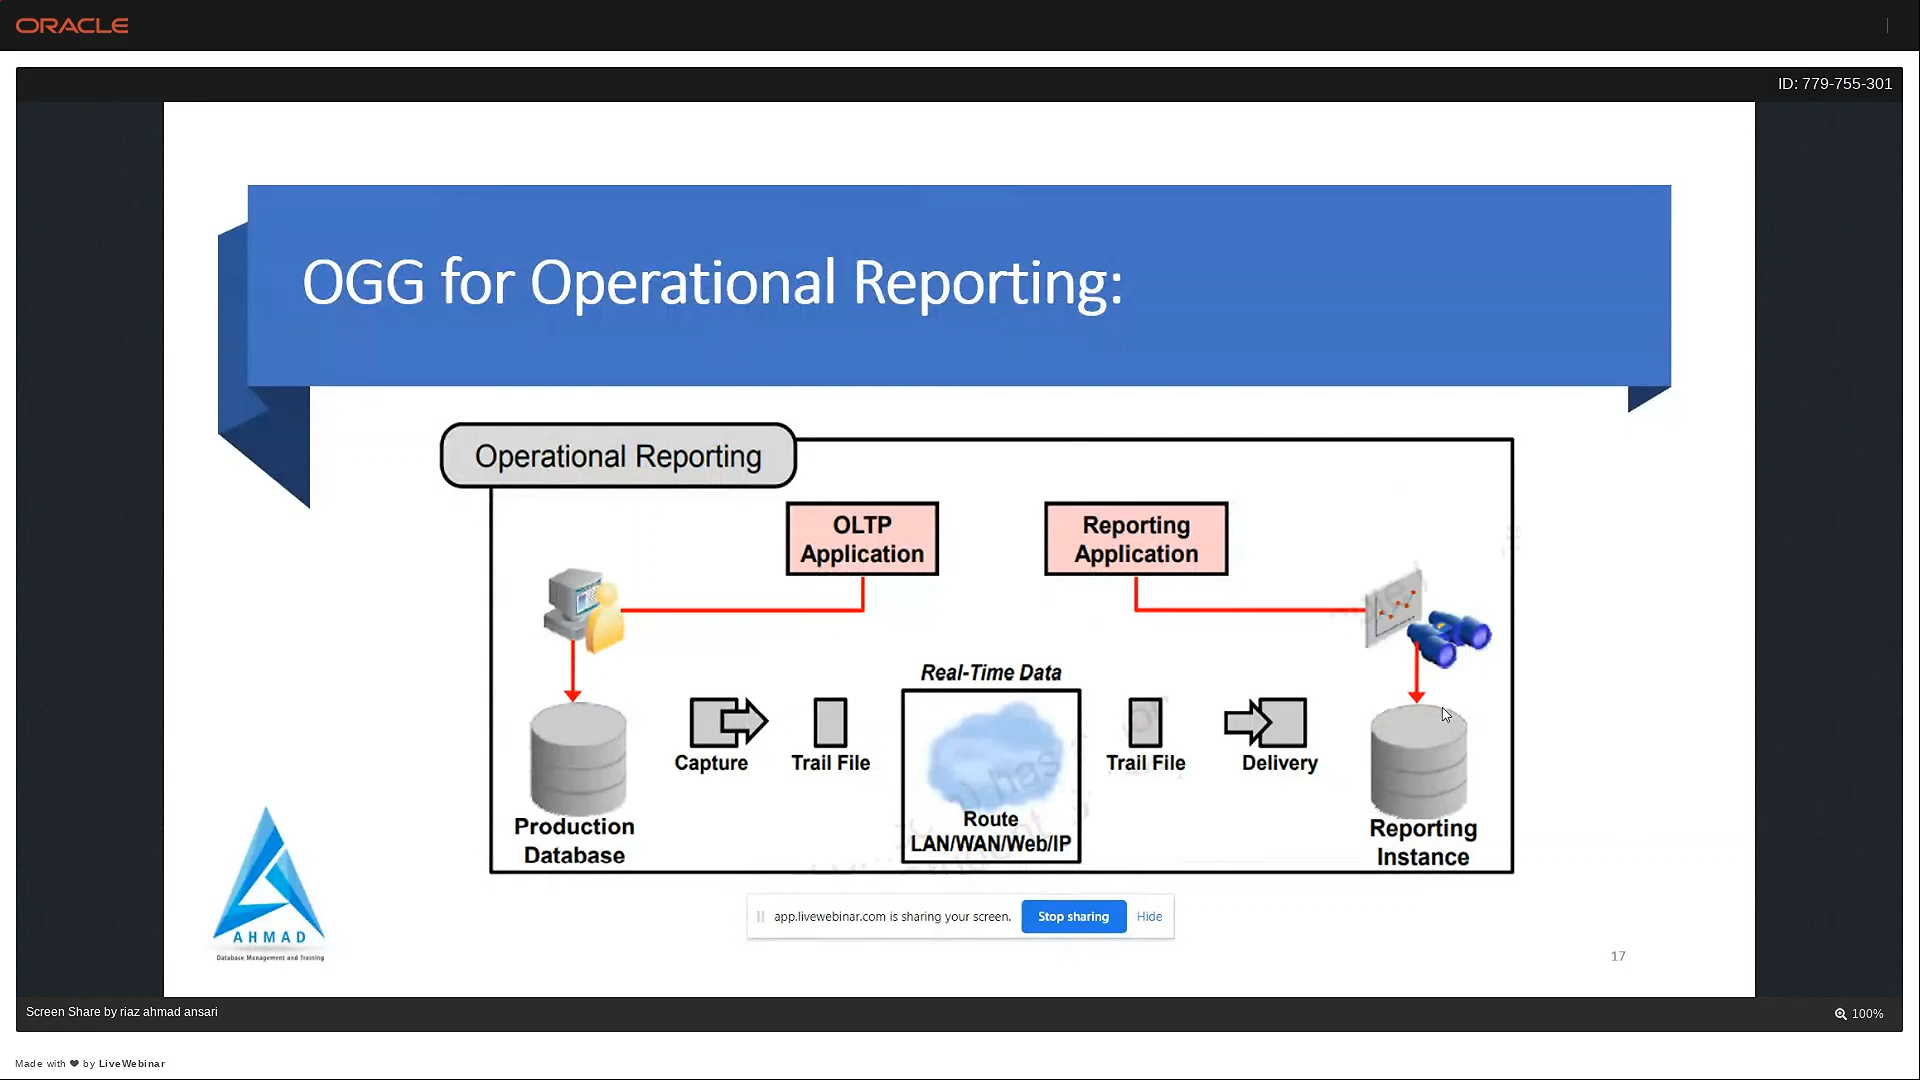 ORACLE
ID: 779-755-301
OGG for Operational Reporting:
Operational Reporting
OLTP
Application
Reporting
Application
Real-Time Data
Capture
Trail File
Route
LAN/WAN/Web/IP
Trail File
Delivery
Production
Database
Reporting
Instance
app.livewebinar.com is sharing your screen.
Stop sharing
Hide
AHMAD
Database Management and Training
17
Screen Share by riaz ahmad ansari
100%
Made with ❤ by LiveWebinar